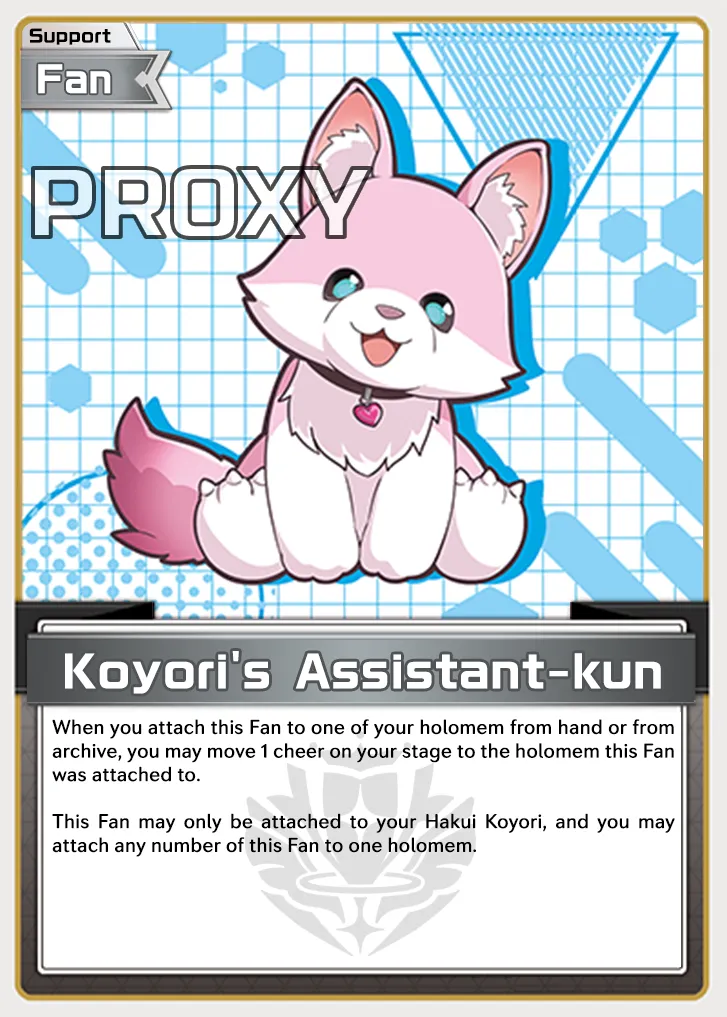 Support
Fan
PROXY
Koyori's Assistant-kun
When you attach this Fan to one of your holomem from hand or from
archive, you may move 1 cheer on your stage to the holomem this Fan
was attached to.
This Fan may only be attached to your Hakui Koyori, and you may
attach any number of this Fan to one holomem.